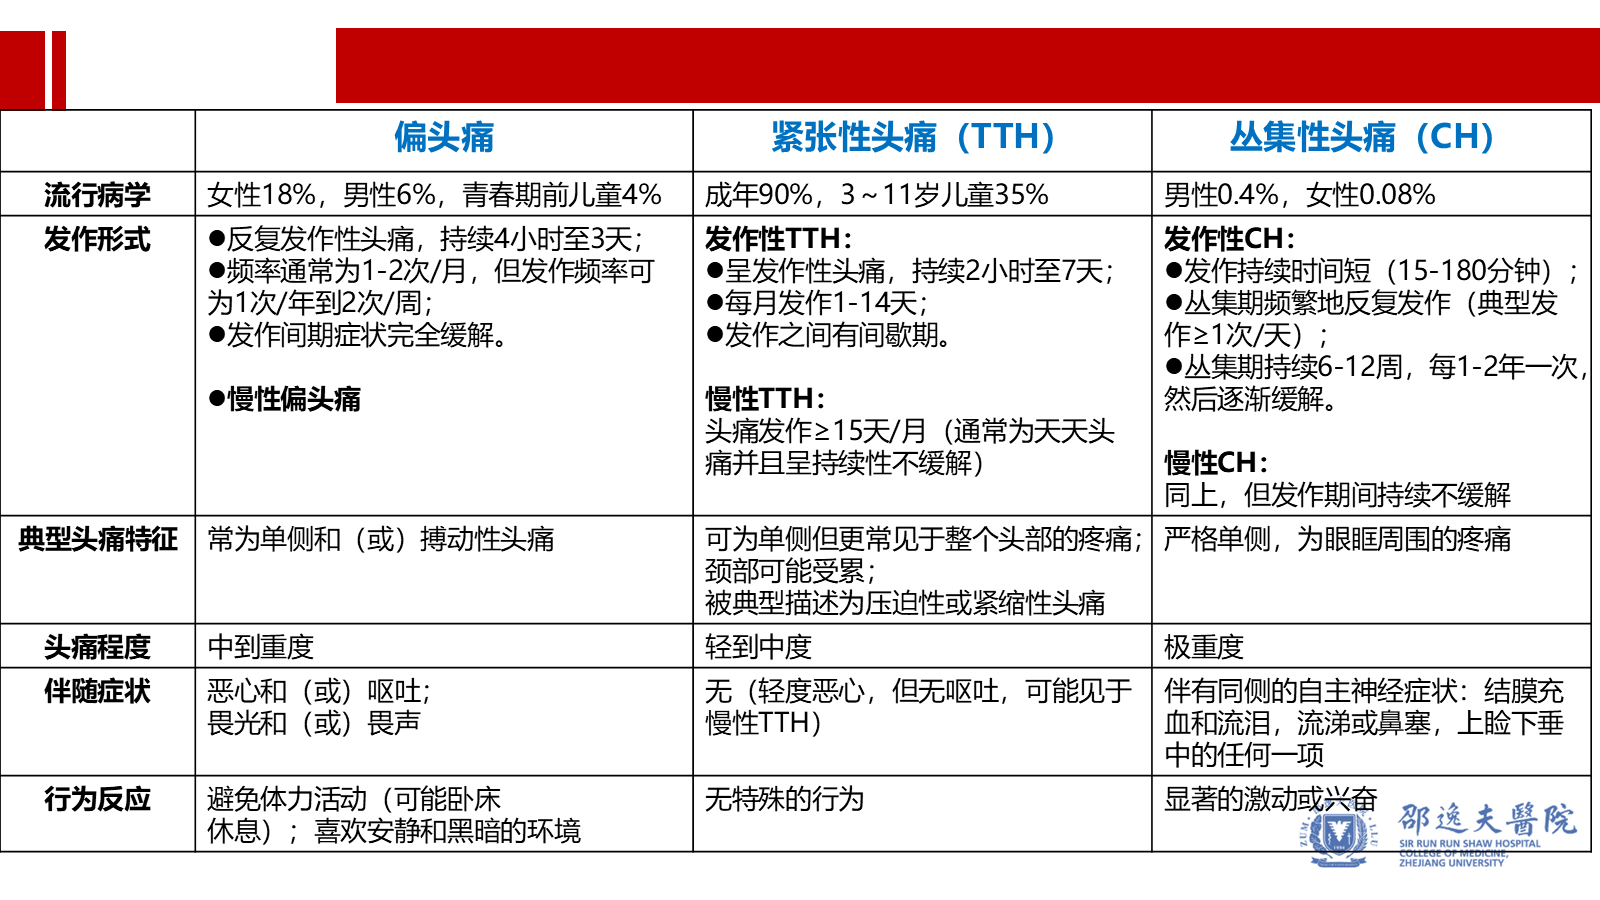 偏头痛
紧张性头痛（TTH）
丛集性头痛（CH）
流行病学
女性18%，男性6%，青春期前儿童4%
成年90%，3～11岁儿童35%
男性0.4%，女性0.08%
发作形式
●反复发作性头痛，持续4小时至3天；
●频率通常为1-2次/月，但发作频率可
为1次/年到2次/周；
●发作间期症状完全缓解。
●慢性偏头痛
发作性TTH：
●呈发作性头痛，持续2小时至7天；
●每月发作1-14天；
●发作之间有间歇期。
慢性TTH：
头痛发作≥15天/月（通常为天天头
痛并且呈持续性不缓解）
发作性CH：
●发作持续时间短（15-180分钟）；
●丛集期频繁地反复发作（典型发
作≥1次/天）；
●丛集期持续6-12周，每1-2年一次，
然后逐渐缓解。
慢性CH：
同上，但发作期间持续不缓解
典型头痛特征
常为单侧和（或）搏动性头痛
可为单侧但更常见于整个头部的疼痛；
颈部可能受累；
被典型描述为压迫性或紧缩性头痛
严格单侧，为眼眶周围的疼痛
头痛程度
中到重度
轻到中度
极重度
伴随症状
恶心和（或）呕吐；
畏光和（或）畏声
无（轻度恶心，但无呕吐，可能见于
慢性TTH）
伴有同侧的自主神经症状：结膜充
血和流泪，流涕或鼻塞，上睑下垂
中的任何一项
行为反应
避免体力活动（可能卧床
休息）；喜欢安静和黑暗的环境
无特殊的行为
显著的激动或兴奋
邵逸夫醫院
SIR RUN RUN SHAW HOSPITAL
COLLEGE OF MEDICINE,
ZHEJIANG UNIVERSITY